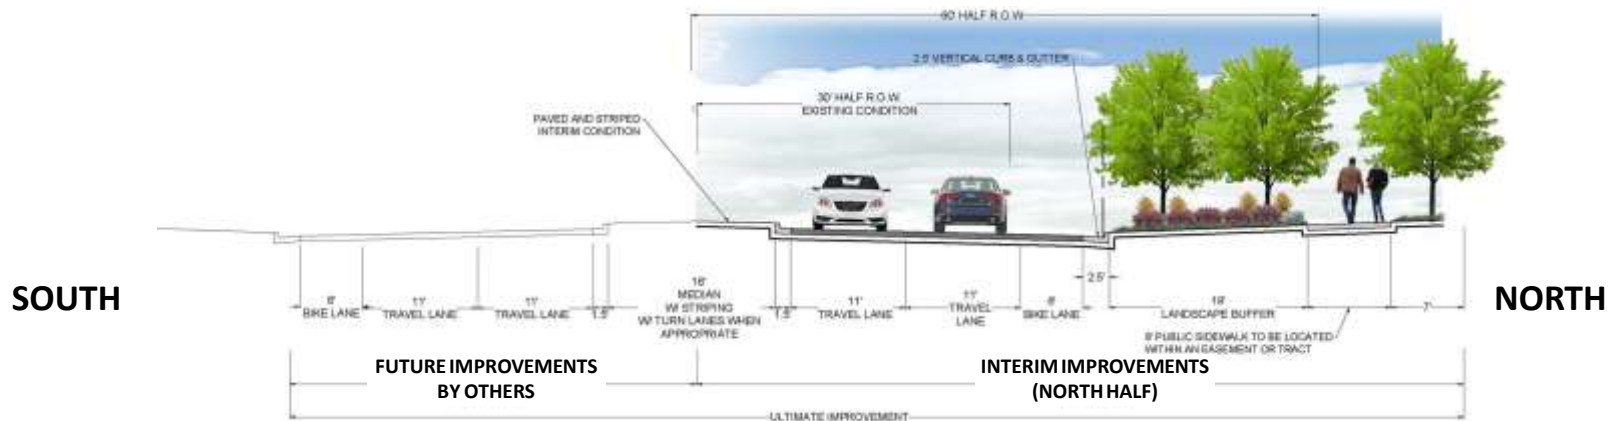 60' HALF R.O.W
2.5' VERTICAL CURB & GUTTER
30' HALF R.O.W.
EXISTING CONDITION
PAVED AND STRIPED
INTERIM CONDITION
SOUTH
6'
BIKE LANE
11'
TRAVEL LANE
11'
TRAVEL LANE
1.5'
16'
MEDIAN
W/ STRIPING
W/ TURN LANES WHEN
APPROPRIATE
1.5'
11'
TRAVEL LANE
11'
TRAVEL
LANE
6'
BIKE LANE
2.5'
19'
LANDSCAPE BUFFER
8' PUBLIC SIDEWALK TO BE LOCATED
WITHIN AN EASEMENT OR TRACT
7'
NORTH
FUTURE IMPROVEMENTS
BY OTHERS
INTERIM IMPROVEMENTS
(NORTH HALF)
ULTIMATE IMPROVEMENT